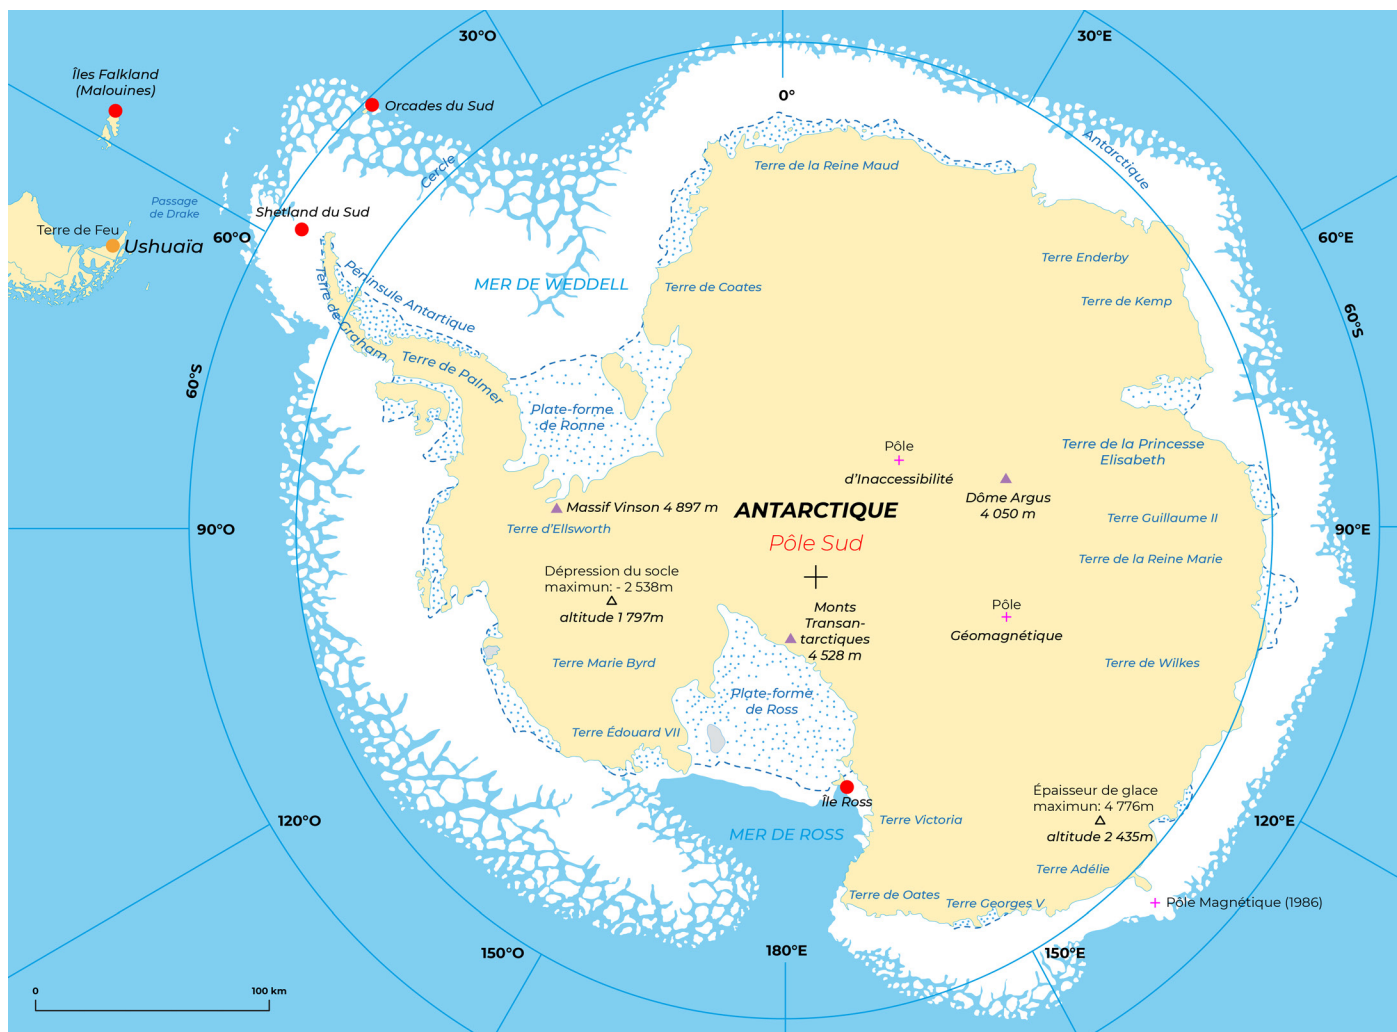 30°O
30°E
Îles Falkland
(Malouines)
Orcades du Sud
0°
Cercle
Antarctique
Terre de la Reine Maud
Passage
de Drake
Shetland du Sud
Terre de Feu
Ushuaïa
60°O
60°E
Terre Enderby
MER DE WEDDELL
Terre de Coates
Terre de Kemp
Péninsule Antartique
Terre de Graham
Terre de Palmer
60°S
60°S
Plate-forme
de Ronne
Pôle
d'Inaccessibilité
Terre de la Princesse
Elisabeth
Dôme Argus
4 050 m
Massif Vinson 4 897 m
ANTARCTIQUE
Pôle Sud
Terre d'Ellsworth
Terre Guillaume II
90°O
90°E
Terre de la Reine Marie
Dépression du socle
maximun: - 2 538m
altitude 1 797m
Monts
Transan-
tarctiques
4 528 m
Pôle
Géomagnétique
Terre Marie Byrd
Terre de Wilkes
Plate-forme
de Ross
Terre Édouard VII
Île Ross
Épaisseur de glace
maximun: 4 776m
altitude 2 435m
120°O
120°E
MER DE ROSS
Terre Victoria
Terre Adélie
Terre de Oates
Terre Georges V
Pôle Magnétique (1986)
150°O
180°E
150°E
0
100 km